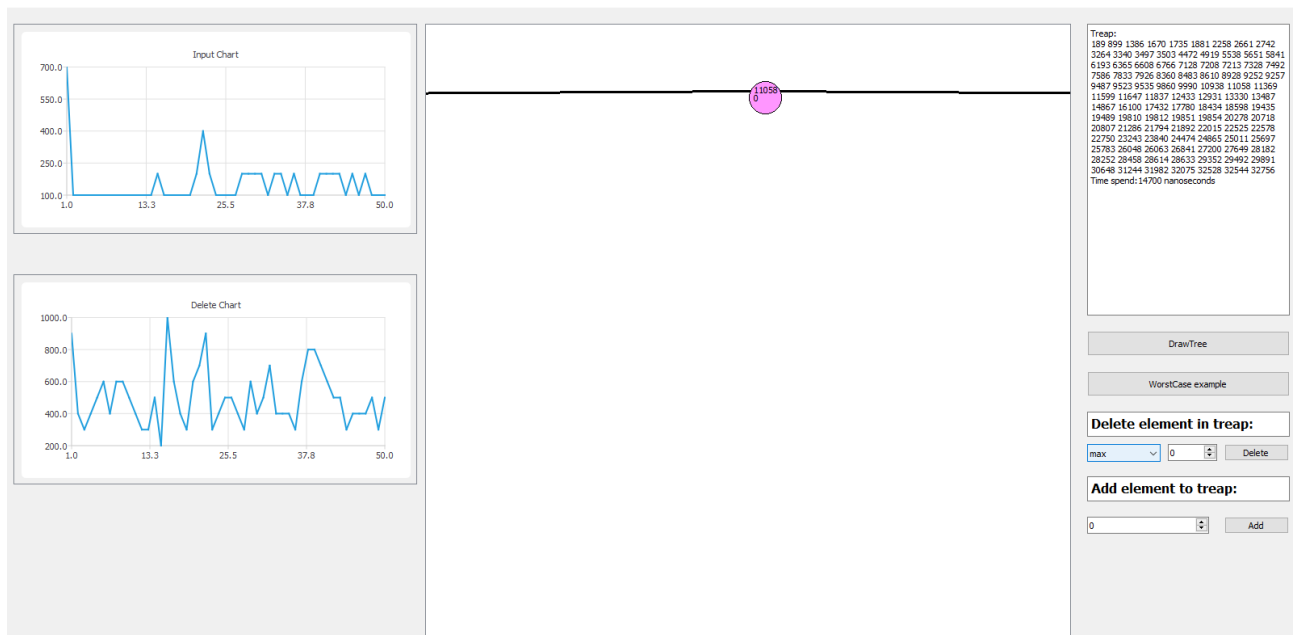 Input Chart
700.0
550.0
400.0
250.0
100.0
1.0 13.3 25.5 37.8 50.0
Delete Chart
1000.0
800.0
600.0
400.0
200.0
1.0 13.3 25.5 37.8 50.0
11058
0
Treap:
189 899 1386 1670 1735 1881 2258 2661 2742
3264 3340 3497 3503 4472 4919 5538 5651 5841
6193 6365 6608 6766 7128 7208 7213 7328 7492
7586 7833 7926 8360 8483 8610 8928 9252 9257
9487 9523 9535 9860 9990 10938 11058 11369
11599 11647 11837 12433 12931 13330 13487
14867 16100 17432 17780 18434 18598 19435
19489 19810 19812 19851 19854 20278 20718
20807 21286 21794 21892 22015 22525 22578
22750 23243 23840 24474 24865 25011 25697
25783 26048 26063 26841 27200 27649 28182
28252 28458 28614 28633 29352 29492 29891
30648 31244 31982 32075 32528 32544 32756
Time spend:14700 nanoseconds
DrawTree
WorstCase example
Delete element in treap:
max 0 Delete
Add element to treap:
0 Add